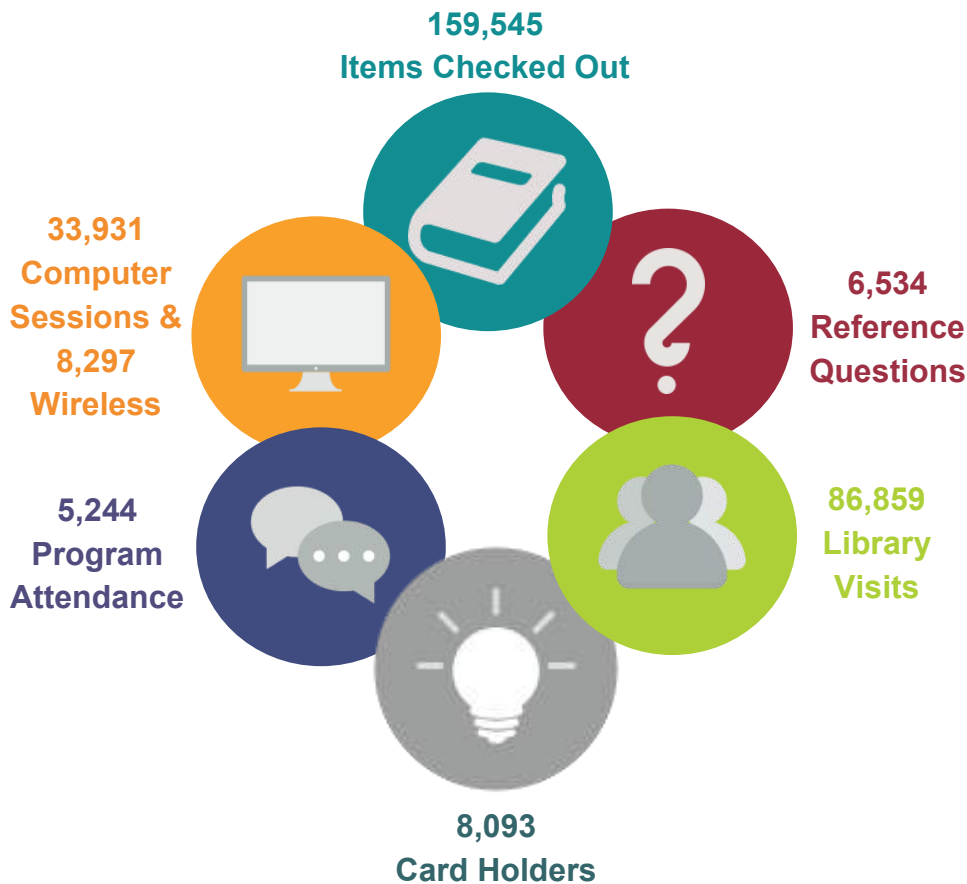 159,545
Items Checked Out
33,931
Computer
Sessions &
8,297
Wireless
6,534
Reference
Questions
5,244
Program
Attendance
86,859
Library
Visits
8,093
Card Holders